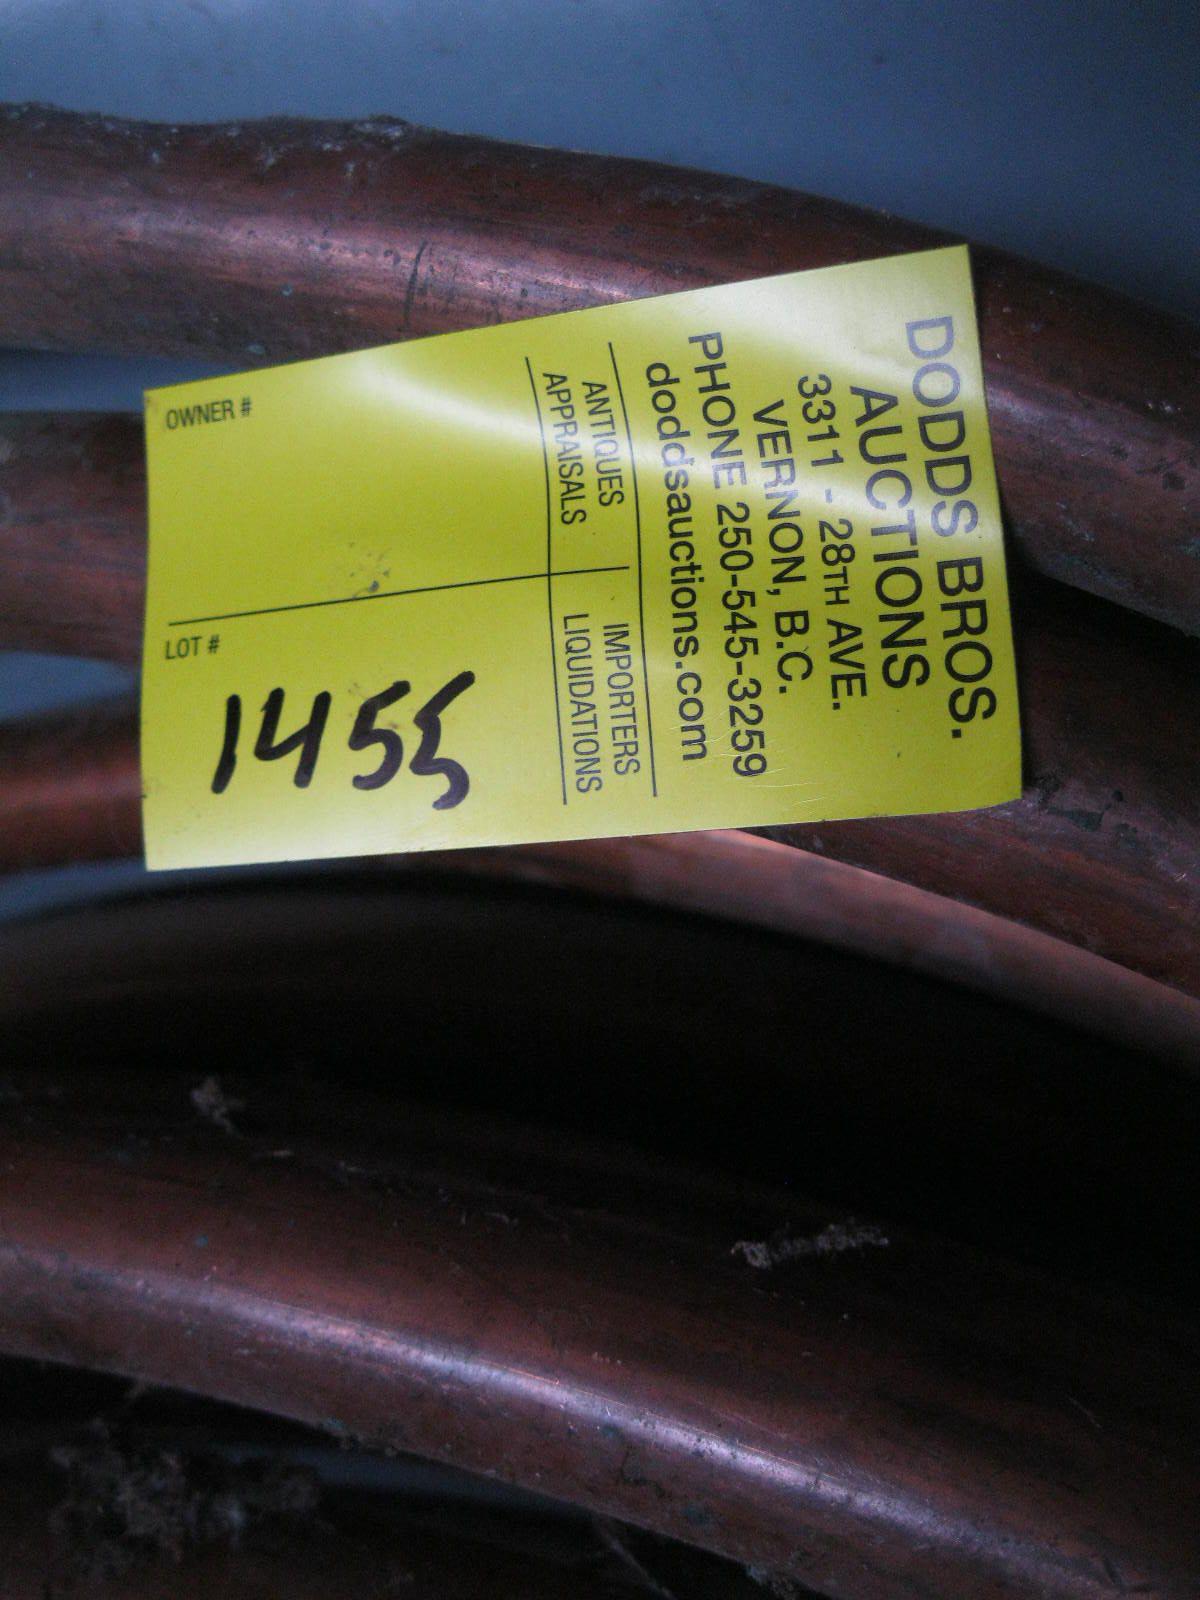 DODDS BROS.
AUCTIONS
3311 - 28TH AVE.
VERNON, B.C.
PHONE 250-545-3259
doddsauctions.com
ANTIQUES
APPRAISALS
IMPORTERS
LIQUIDATIONS
OWNER #
LOT #
1455